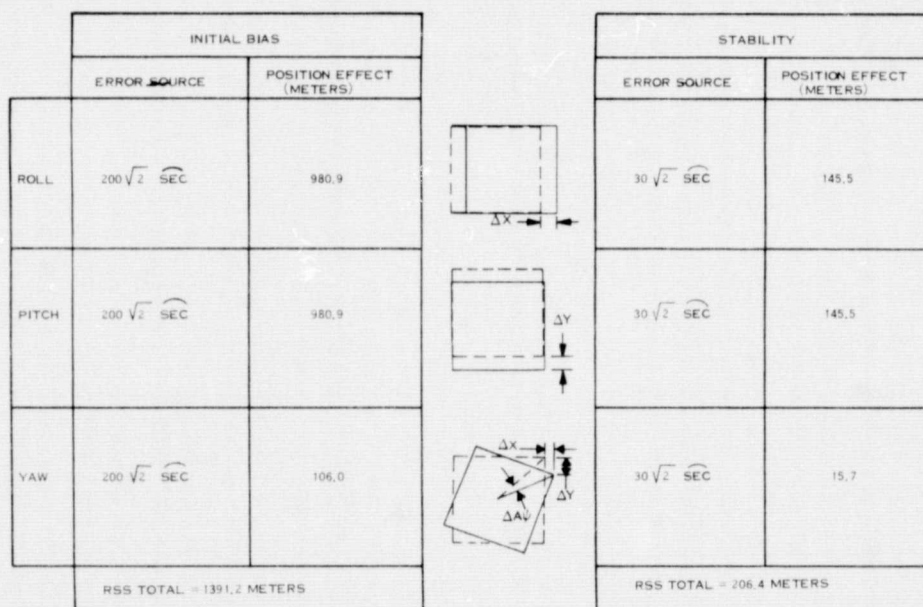 INITIAL BIAS
ERROR SOURCE
POSITION EFFECT
(METERS)
ROLL
200 √2 SEC
980.9
PITCH
200 √2 SEC
980.9
YAW
200 √2 SEC
106.0
RSS TOTAL = 1391.2 METERS
ΔX
ΔY
ΔX
ΔY
ΔAψ
STABILITY
ERROR SOURCE
POSITION EFFECT
(METERS)
30 √2 SEC
145.5
30 √2 SEC
145.5
30 √2 SEC
15.7
RSS TOTAL = 206.4 METERS